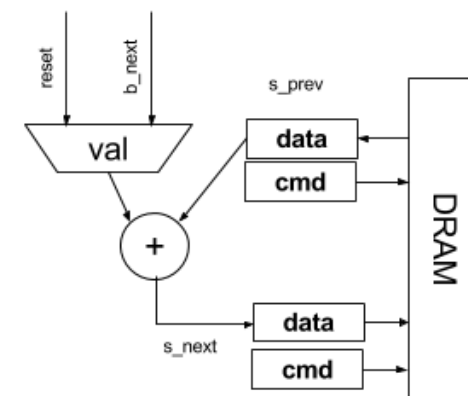 reset
b_next
s_prev
val
data
cmd
DRAM
+
data
s_next
cmd